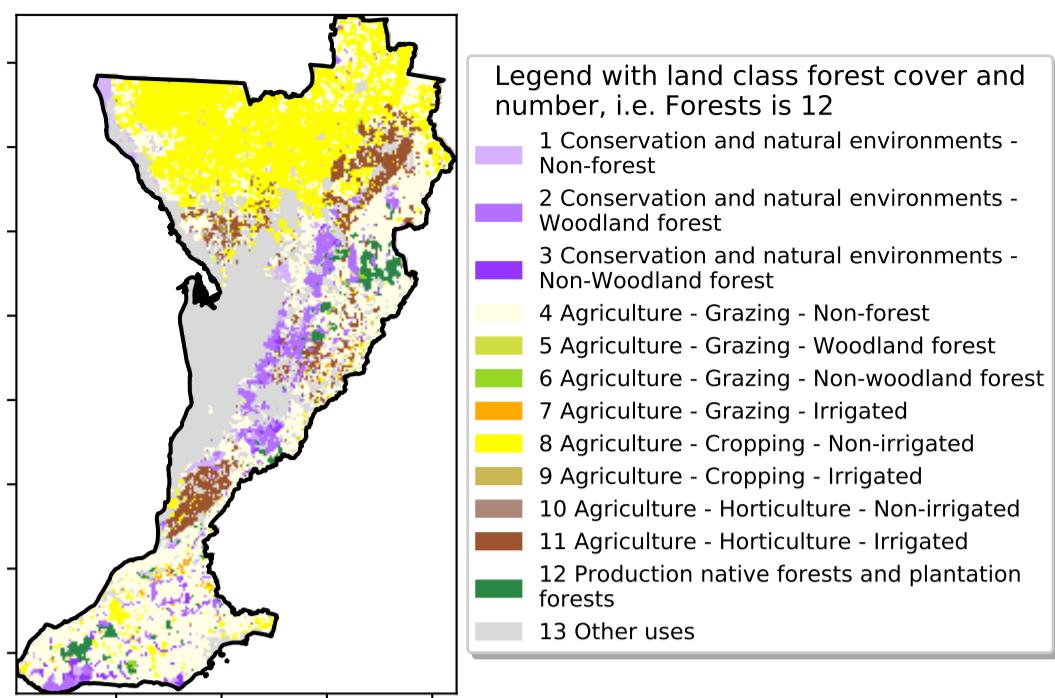 Legend with land class forest cover and
number, i.e. Forests is 12
1 Conservation and natural environments -
Non-forest
2 Conservation and natural environments -
Woodland forest
3 Conservation and natural environments -
Non-Woodland forest
4 Agriculture - Grazing - Non-forest
5 Agriculture - Grazing - Woodland forest
6 Agriculture - Grazing - Non-woodland forest
7 Agriculture - Grazing - Irrigated
8 Agriculture - Cropping - Non-irrigated
9 Agriculture - Cropping - Irrigated
10 Agriculture - Horticulture - Non-irrigated
11 Agriculture - Horticulture - Irrigated
12 Production native forests and plantation
forests
13 Other uses